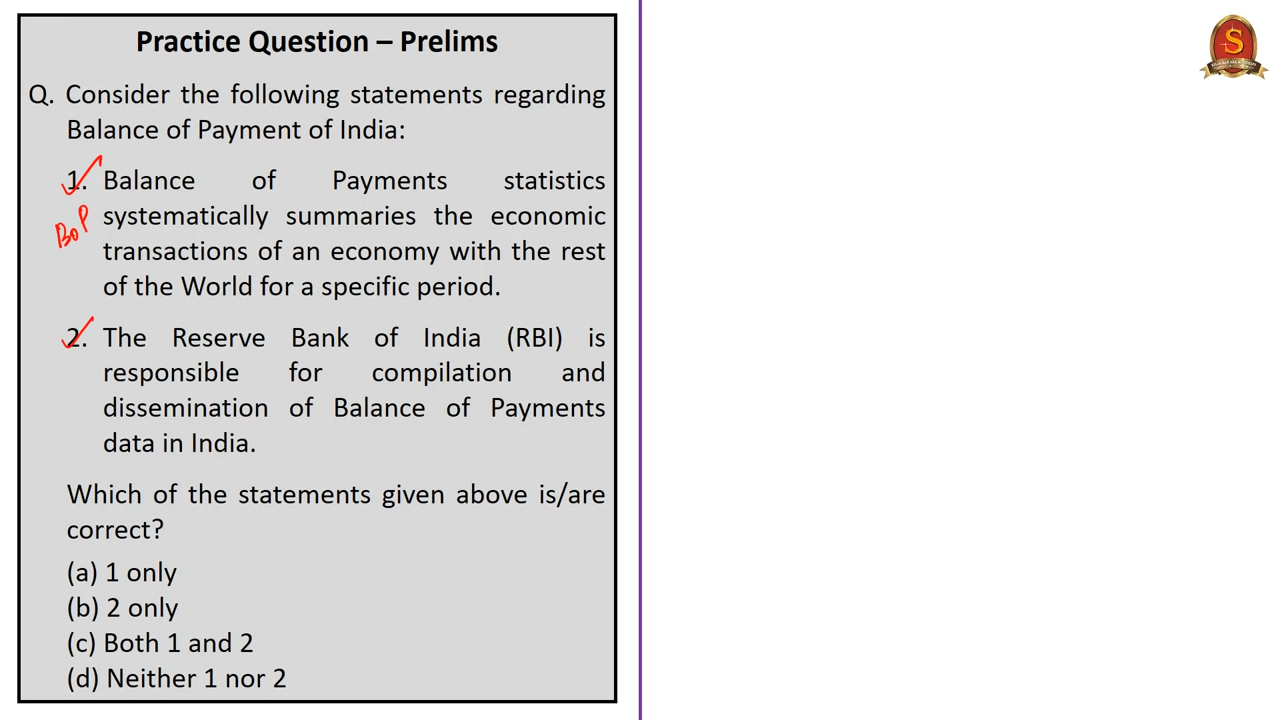 Practice Question – Prelims
Q. Consider the following statements regarding
Balance of Payment of India:
1. Balance of Payments statistics
BoP systematically summaries the economic
transactions of an economy with the rest
of the World for a specific period.
2. The Reserve Bank of India (RBI) is
responsible for compilation and
dissemination of Balance of Payments
data in India.
Which of the statements given above is/are
correct?
(a) 1 only
(b) 2 only
(c) Both 1 and 2
(d) Neither 1 nor 2
S